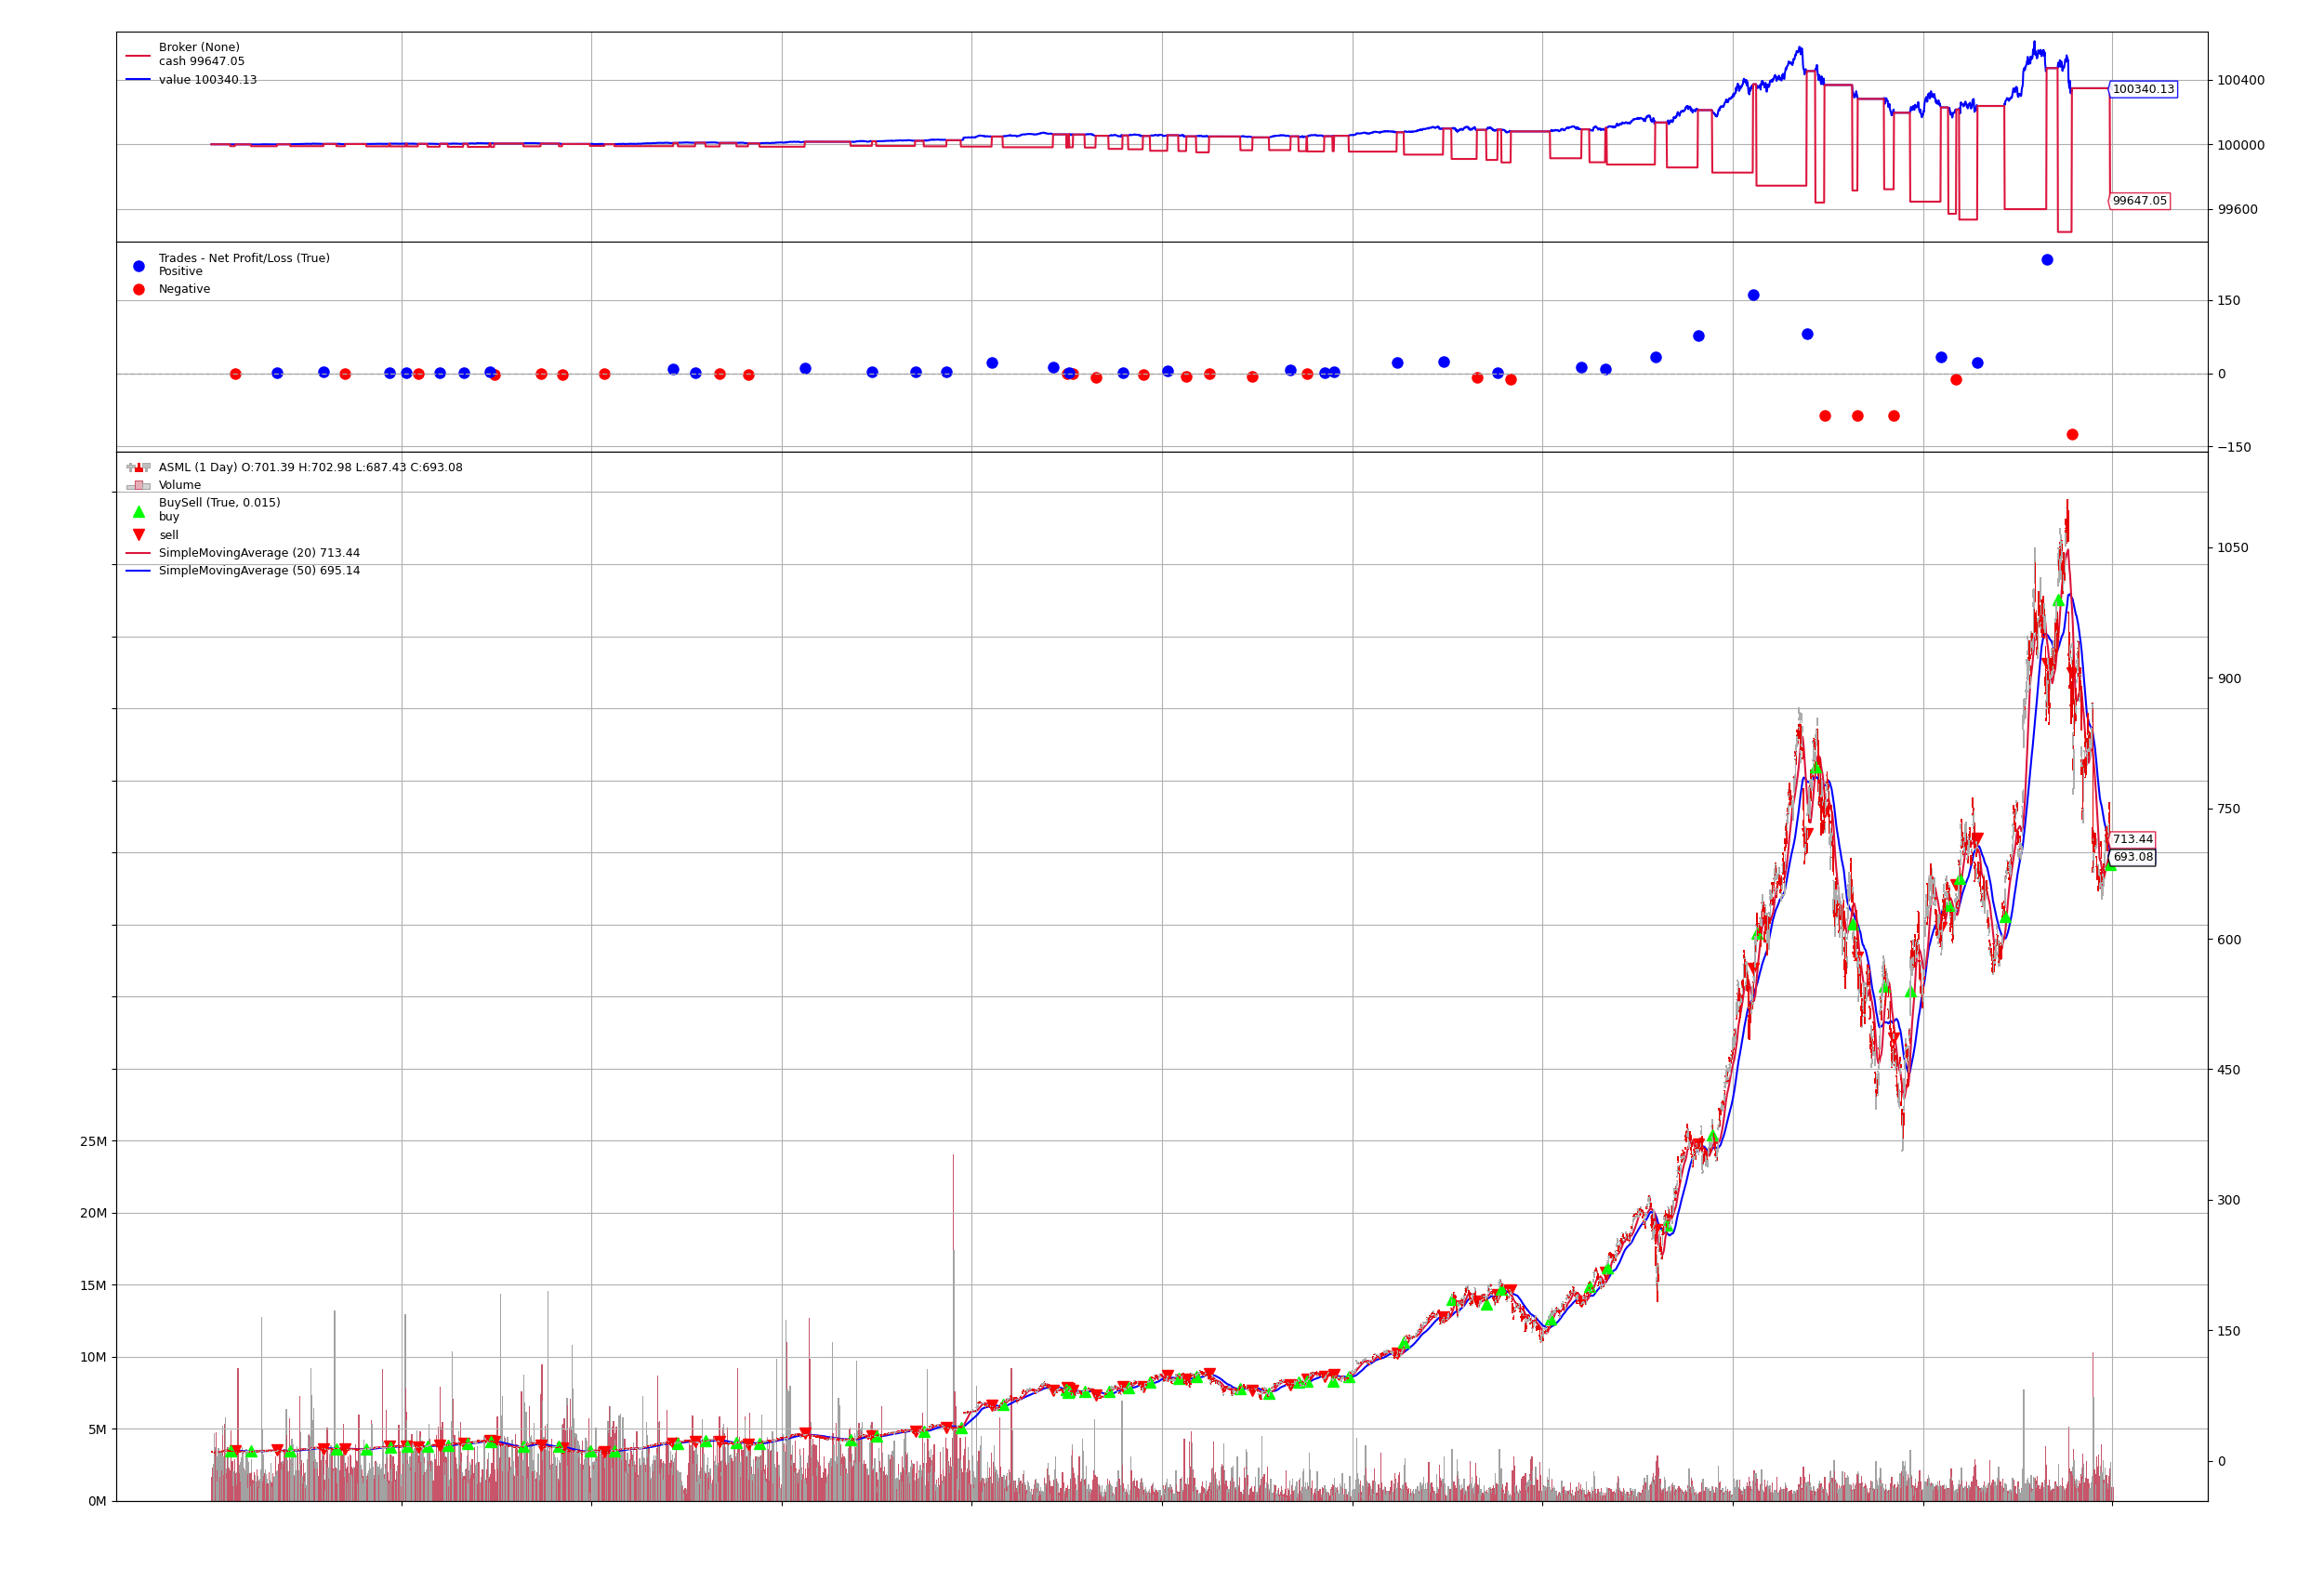 Broker (None)
cash 99647.05
value 100340.13
100400
100340.13
100000
99647.05
99600
Trades - Net Profit/Loss (True)
Positive
Negative
150
0
−150
ASML (1 Day) O:701.39 H:702.98 L:687.43 C:693.08
Volume
BuySell (True, 0.015)
buy
sell
SimpleMovingAverage (20) 713.44
SimpleMovingAverage (50) 695.14
1050
900
750
713.44
693.08
600
450
300
150
0
25M
20M
15M
10M
5M
0M